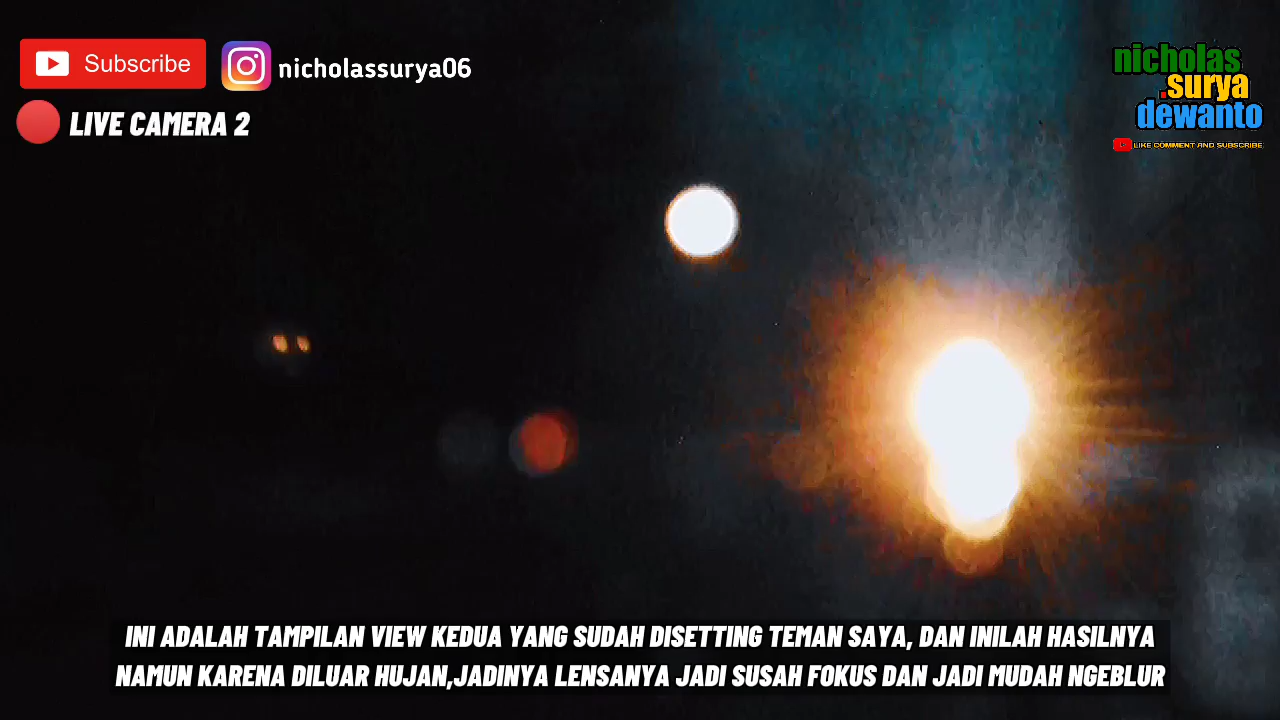 Subscribe
nicholassurya06
LIVE CAMERA 2
nicholas
.surya
dewanto
LIKE COMMENT AND SUBSCRIBE
INI ADALAH TAMPILAN VIEW KEDUA YANG SUDAH DISETTING TEMAN SAYA, DAN INILAH HASILNYA
NAMUN KARENA DILUAR HUJAN,JADINYA LENSANYA JADI SUSAH FOKUS DAN JADI MUDAH NGEBLUR